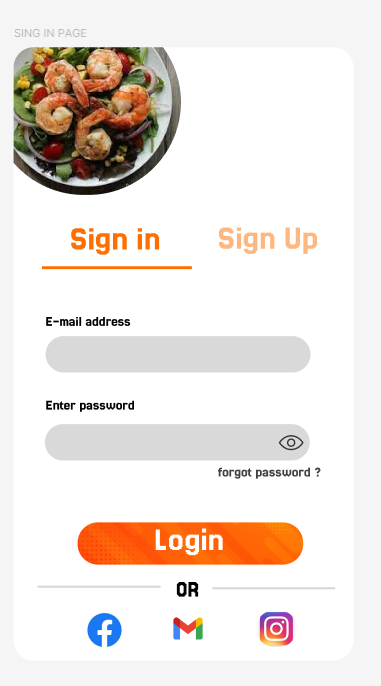 SING IN PAGE
Sign in
Sign Up
E-mail address
Enter password
forgot password ?
Login
OR